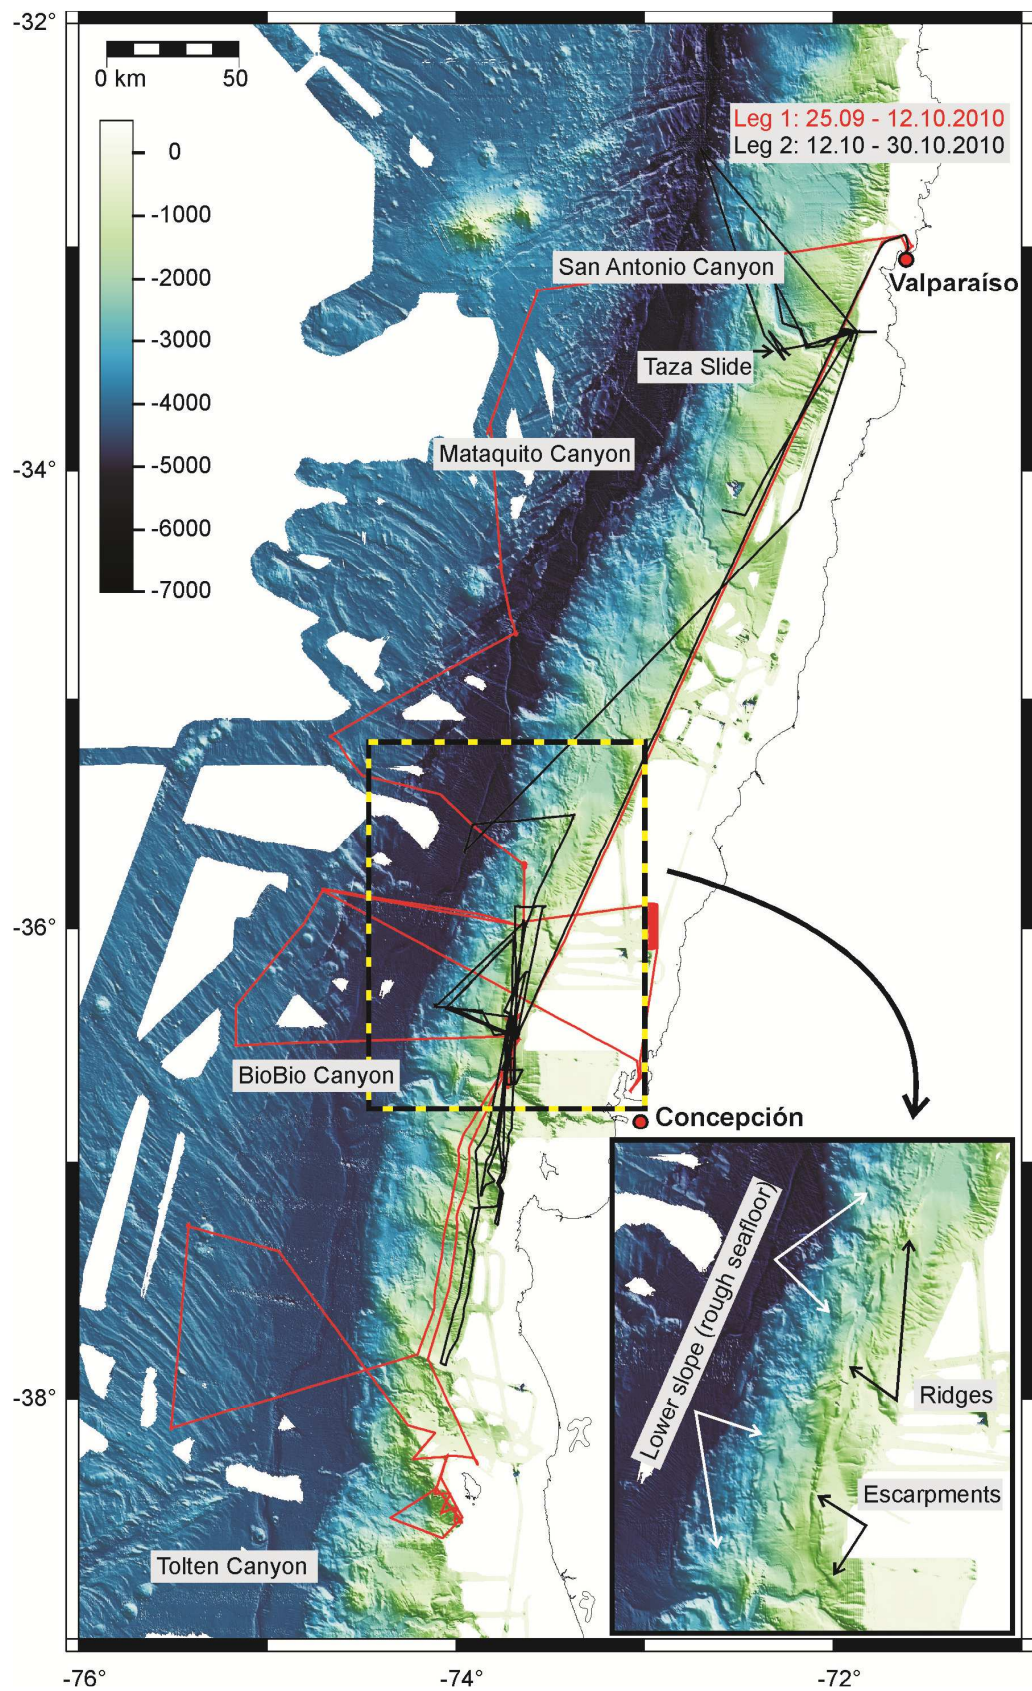 -32°
0 km 50
Leg 1: 25.09 - 12.10.2010
Leg 2: 12.10 - 30.10.2010
0
-1000
-2000
-3000
-4000
-5000
-6000
-7000
San Antonio Canyon
Valparaíso
Taza Slide
Mataquito Canyon
-34°
-36°
BioBio Canyon
Concepción
Lower slope (rough seafloor)
Ridges
-38°
Escarpments
Tolten Canyon
-76° -74° -72°